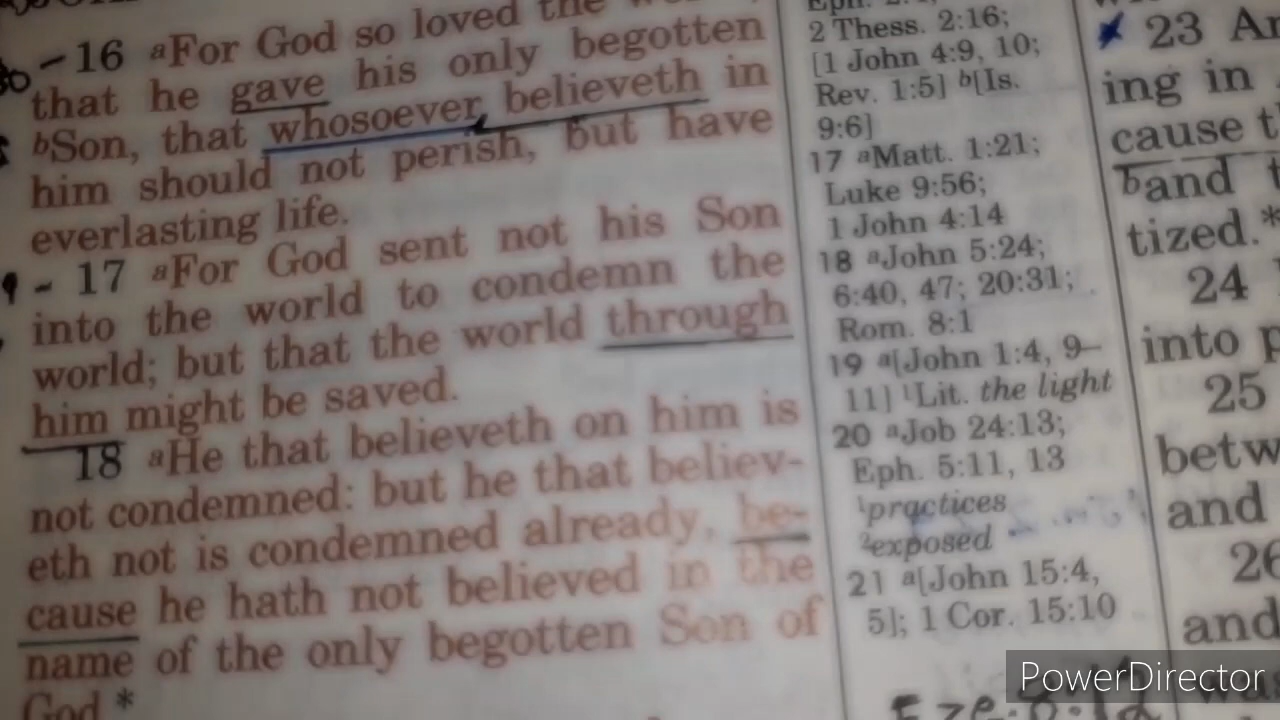 - 16 aFor God so loved the
that he gave his only begotten
bSon, that whosoever believeth in
him should not perish, but have
everlasting life.
- 17 aFor God sent not his Son
into the world to condemn the
world; but that the world through
him might be saved.
18 aHe that believeth on him is
not condemned: but he that believ-
eth not is condemned already, be-
cause he hath not believed in the
name of the only begotten Son of
God *
2 Thess. 2:16;
[1 John 4:9, 10;
Rev. 1:5] b[Is.
9:6]
17 aMatt. 1:21;
Luke 9:56;
1 John 4:14
18 aJohn 5:24;
6:40, 47; 20:31;
Rom. 8:1
19 a[John 1:4, 9–
11] 1Lit. the light
20 aJob 24:13;
Eph. 5:11, 13
1practices
2exposed
21 a[John 15:4,
5]; 1 Cor. 15:10
23
ing in
cause
band
tized.*
24
into
25
and
26
and
PowerDirector